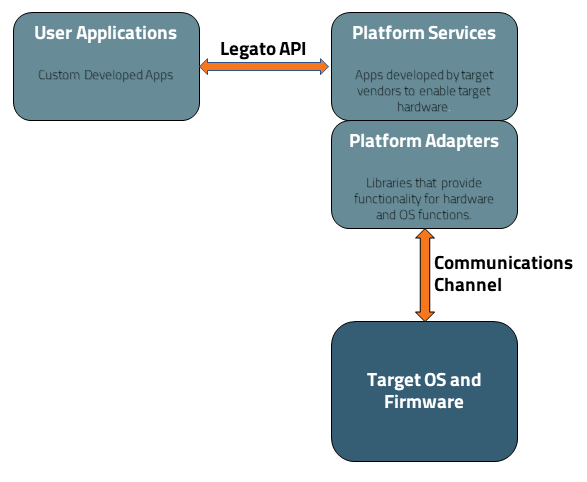 User Applications
Custom Developed Apps
Legato API
Platform Services
Apps developed by target
vendors to enable target
hardware.
Platform Adapters
Libraries that provide
functionality for hardware
and OS functions.
Communications
Channel
Target OS and
Firmware